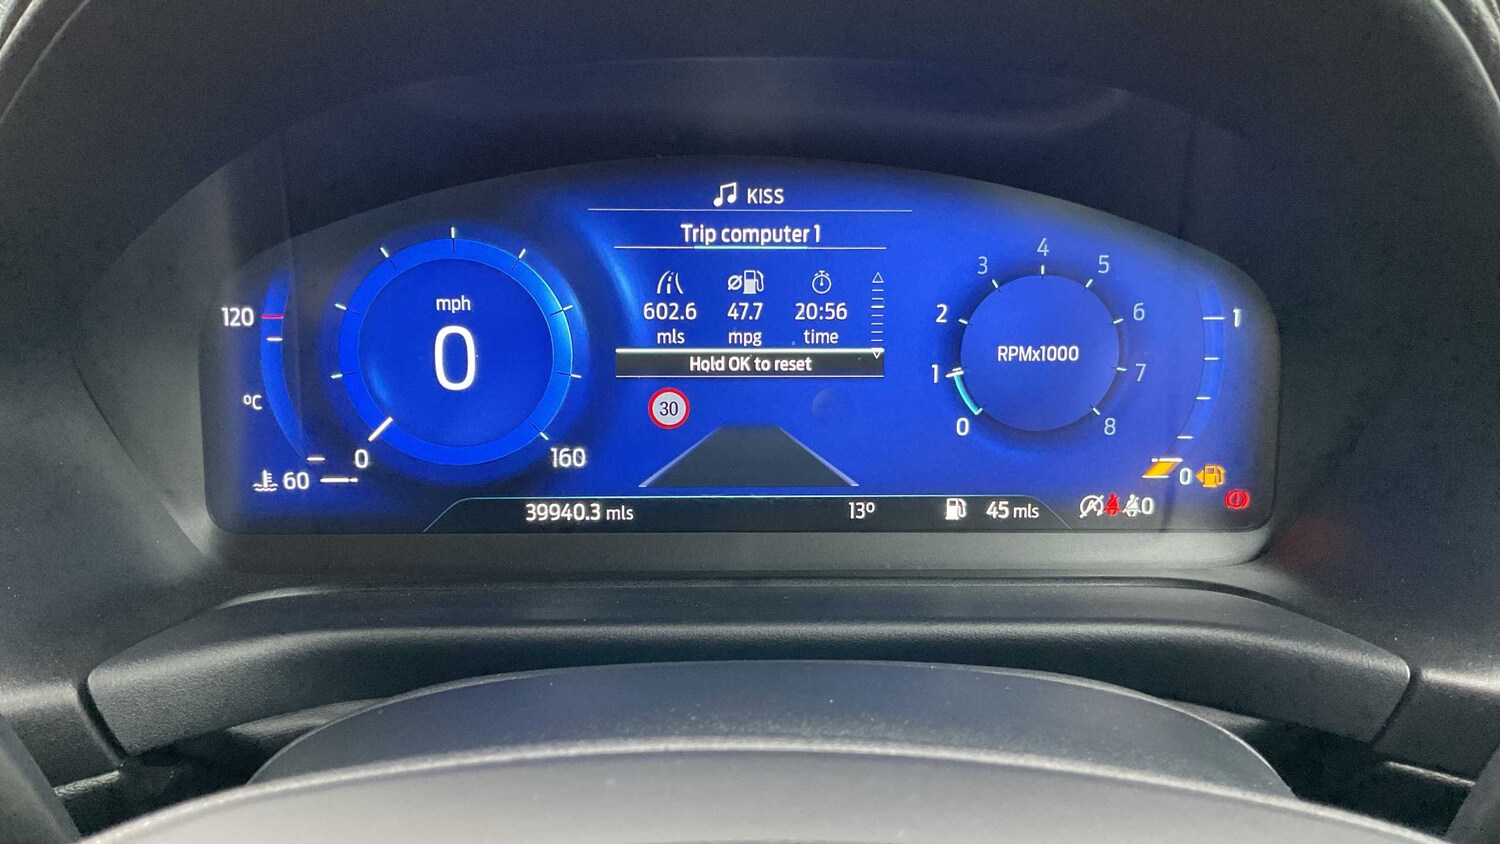 KISS
Trip computer 1
602.6 47.7 20:56
mls mpg time
Hold OK to reset
30
120
°C
60
mph
0
0 160
0 1 2 3 4 5 6 7 8
RPMx1000
1
0
39940.3 mls 13° 45 mls
0